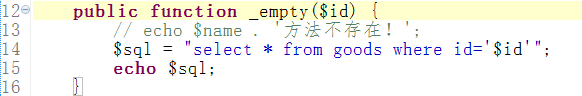 12 public function _empty($id) {
13 // echo $name . '方法不存在! ';
14 $sql = "select * from goods where id='$id'";
15 echo $sql;
16 }